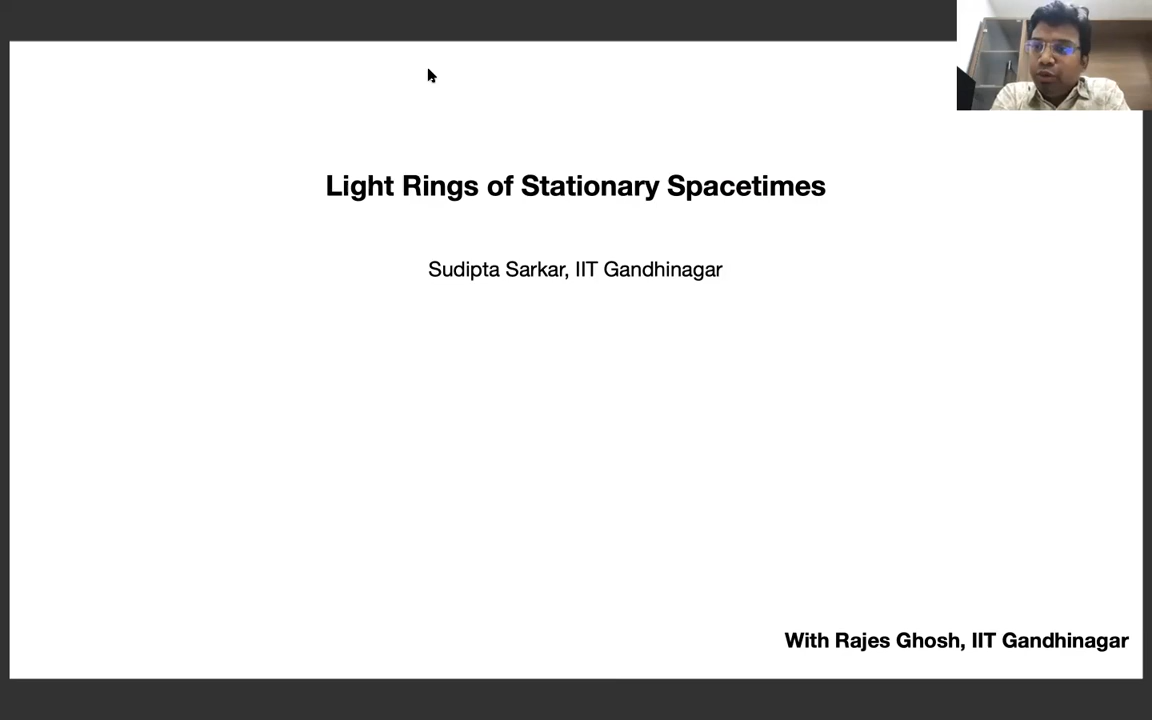 Light Rings of Stationary Spacetimes
Sudipta Sarkar, IIT Gandhinagar
With Rajes Ghosh, IIT Gandhinagar